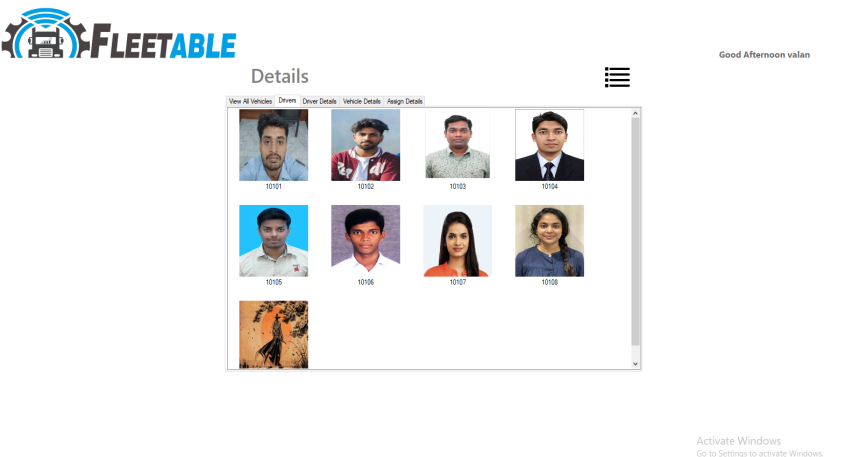 FLEETABLE
Good Afternoon valan
Details
View All Vehicles Drivers Driver Details Vehicle Details Assign Details
10101 10102 10103 10104
10105 10106 10107 10108
Activate Windows
Go to Settings to activate Windows.